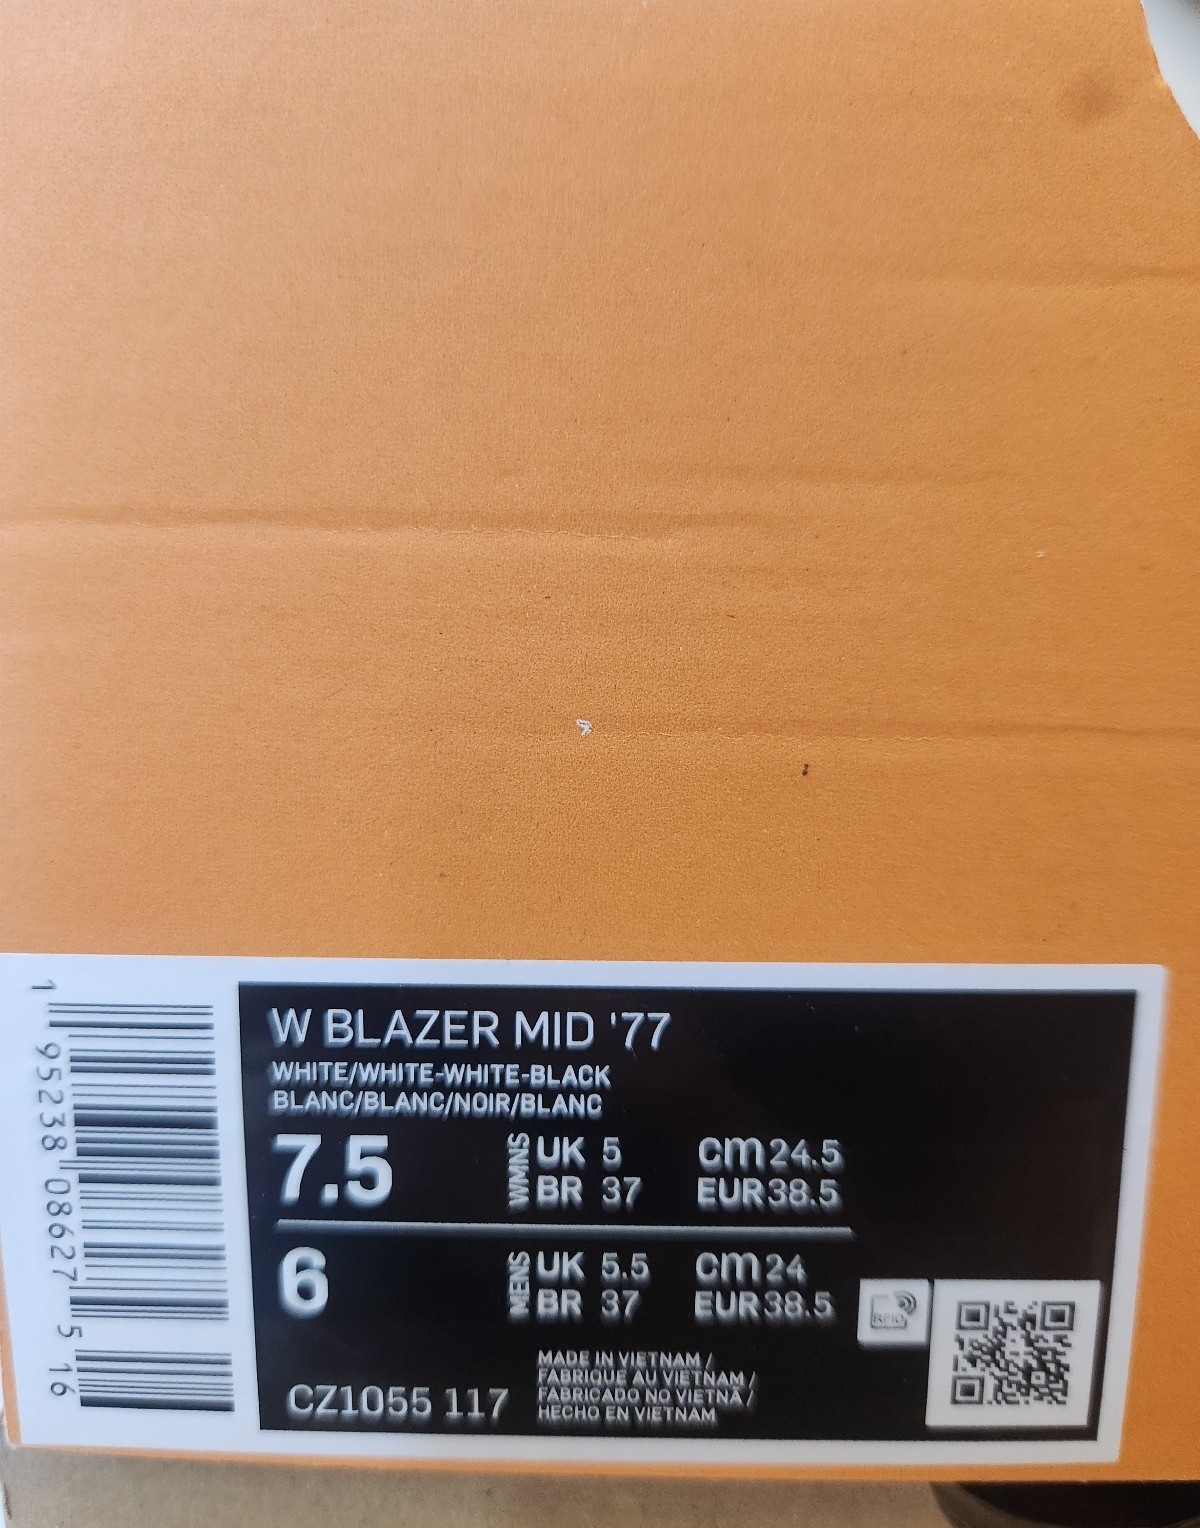 W BLAZER MID '77
WHITE/WHITE-WHITE-BLACK
BLANC/BLANC/NOIR/BLANC
7.5 WMNS UK 5 cm 24.5
BR 37 EUR 38.5
6 MENS UK 5.5 cm 24
BR 37 EUR 38.5
RFID
MADE IN VIETNAM /
FABRIQUE AU VIETNAM /
FABRICADO NO VIETNÃ /
HECHO EN VIETNAM
CZ1055 117
1 95238 08627 5 16